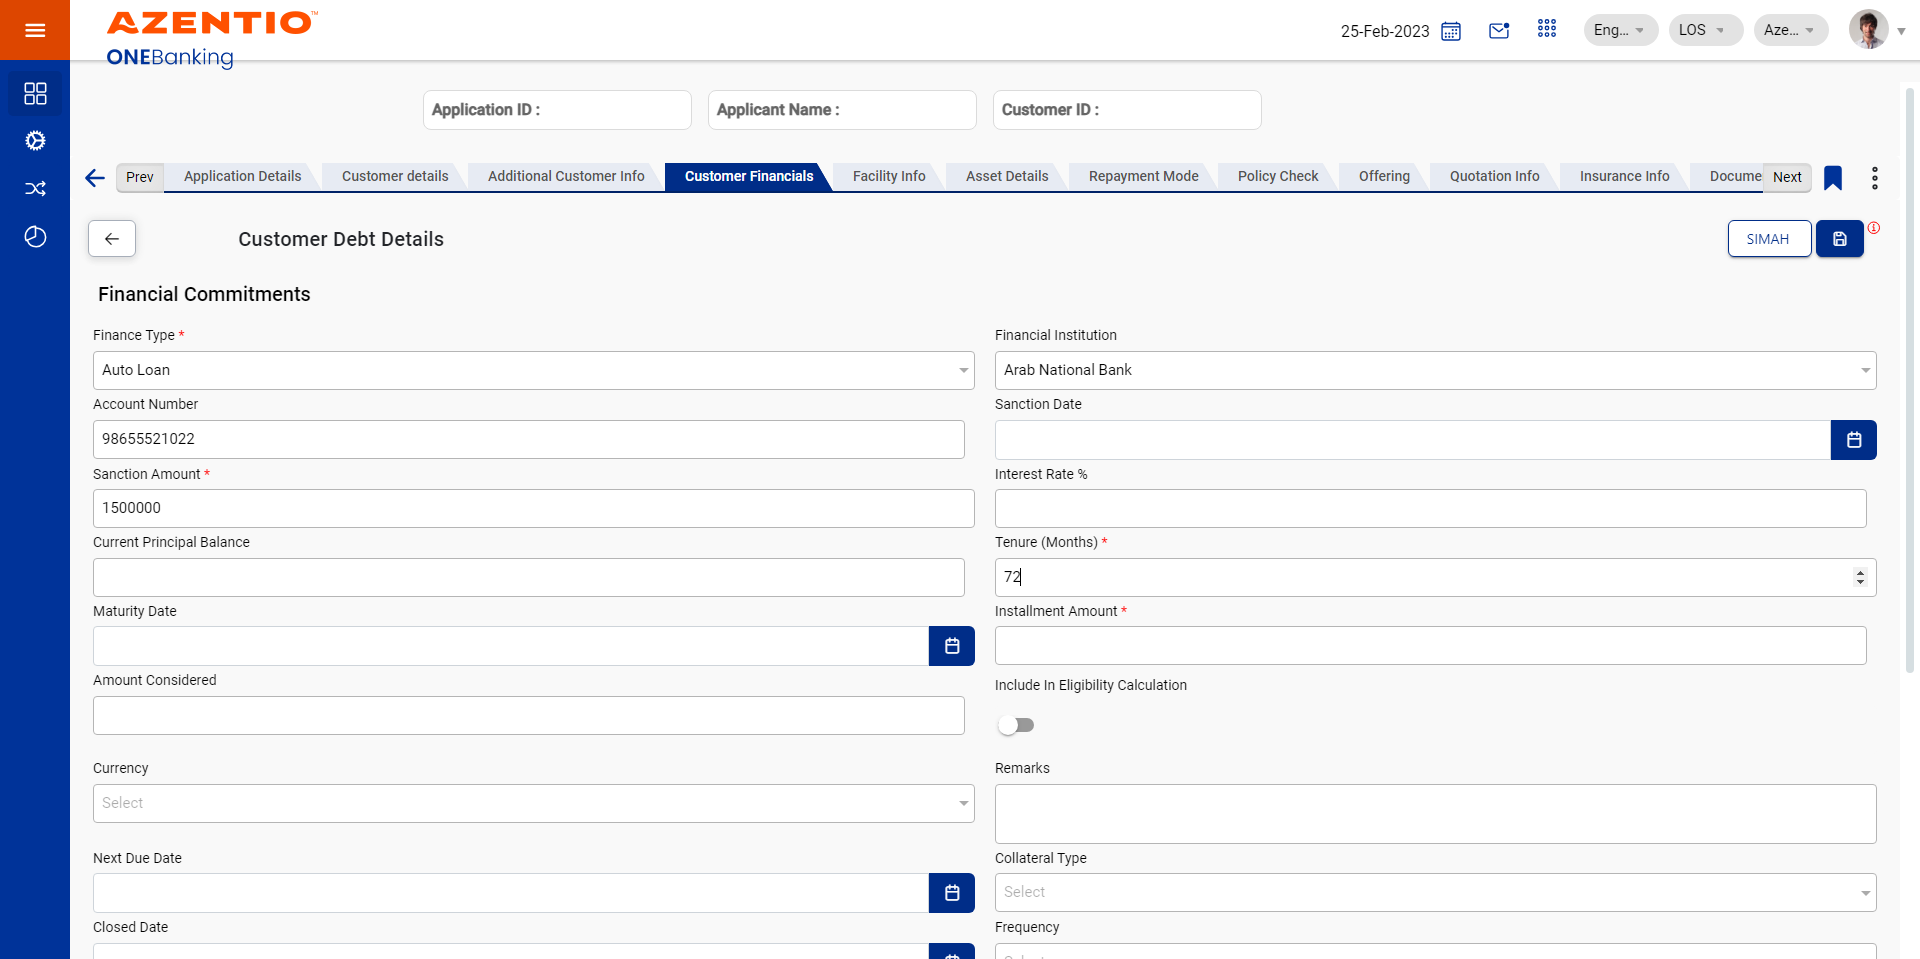 AZENTIO™
ONEBanking
25-Feb-2023
Eng...
LOS
Aze...
Application ID :
Applicant Name :
Customer ID :
Prev
Application Details
Customer details
Additional Customer Info
Customer Financials
Facility Info
Asset Details
Repayment Mode
Policy Check
Offering
Quotation Info
Insurance Info
Docume
Next
Customer Debt Details
SIMAH
Financial Commitments
Finance Type *
Financial Institution
Auto Loan
Arab National Bank
Account Number
Sanction Date
98655521022
Sanction Amount *
Interest Rate %
1500000
Current Principal Balance
Tenure (Months) *
72
Maturity Date
Installment Amount *
Amount Considered
Include In Eligibility Calculation
Currency
Remarks
Select
Next Due Date
Collateral Type
Select
Closed Date
Frequency